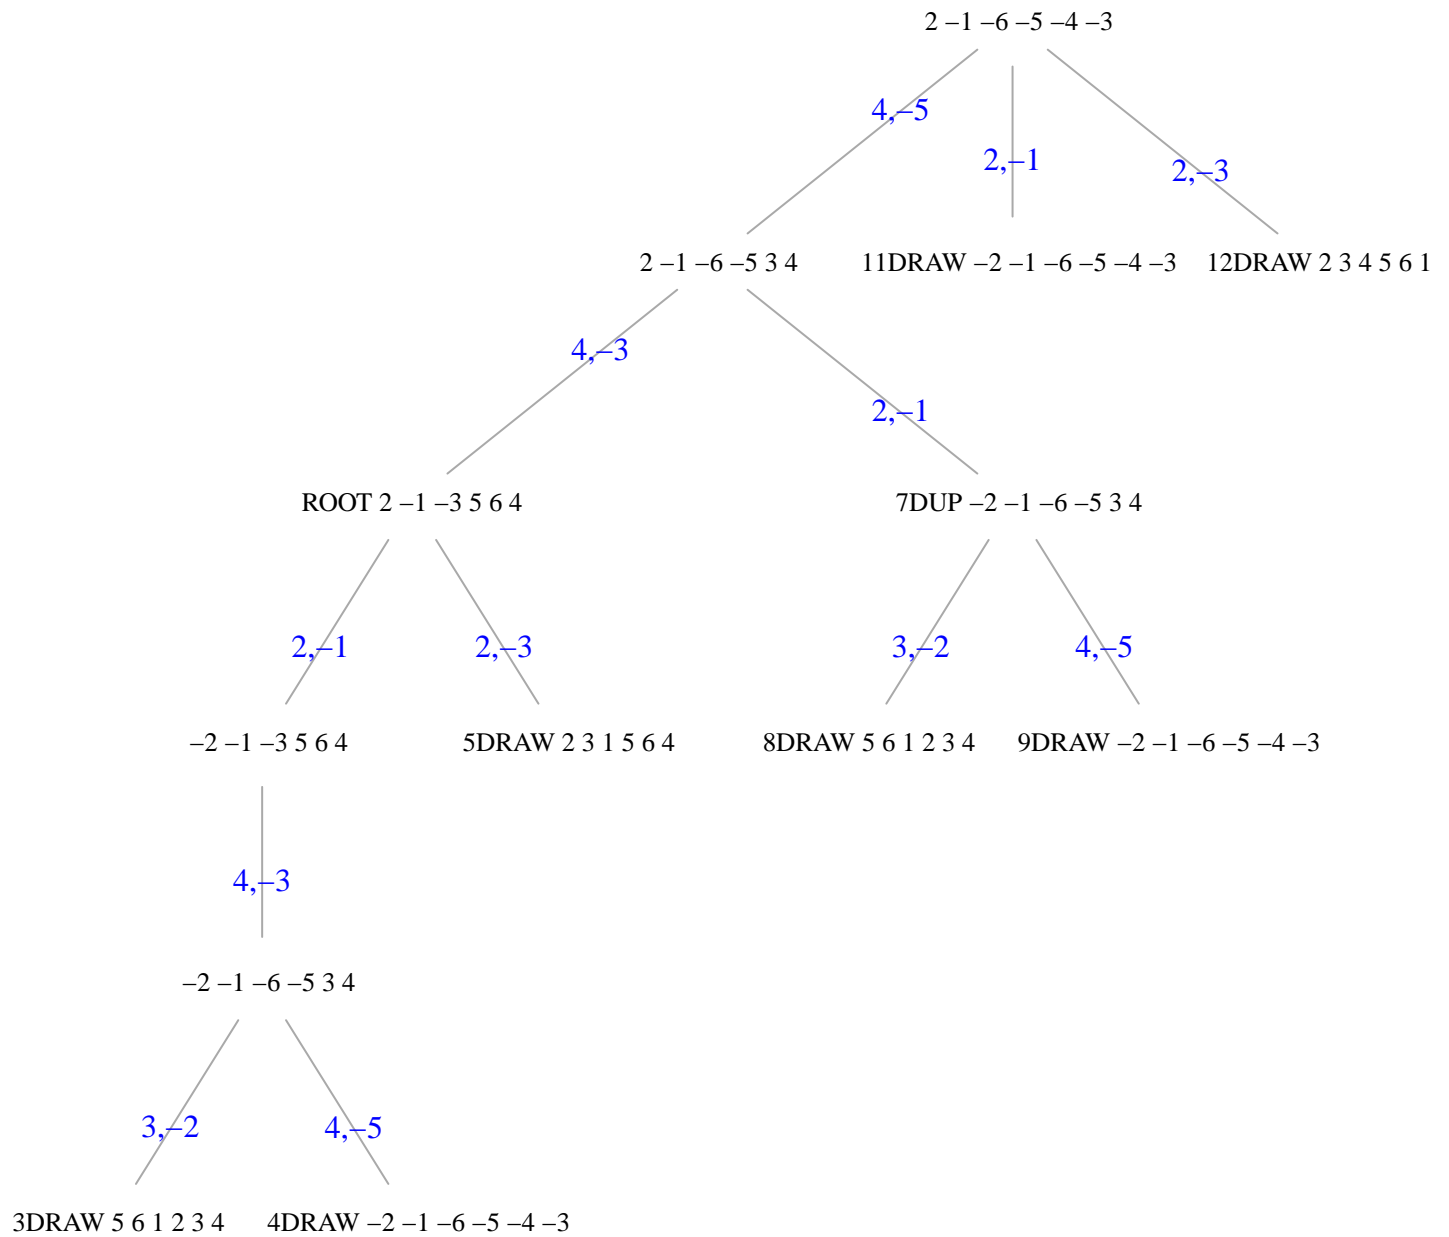 2 –1 –6 –5 –4 –3
4,–5
2,–1
2,–3
2 –1 –6 –5 3 4
11DRAW –2 –1 –6 –5 –4 –3
12DRAW 2 3 4 5 6 1
4,–3
2,–1
ROOT 2 –1 –3 5 6 4
7DUP –2 –1 –6 –5 3 4
2,–1
2,–3
3,–2
4,–5
–2 –1 –3 5 6 4
5DRAW 2 3 1 5 6 4
8DRAW 5 6 1 2 3 4
9DRAW –2 –1 –6 –5 –4 –3
4,–3
–2 –1 –6 –5 3 4
3,–2
4,–5
3DRAW 5 6 1 2 3 4
4DRAW –2 –1 –6 –5 –4 –3